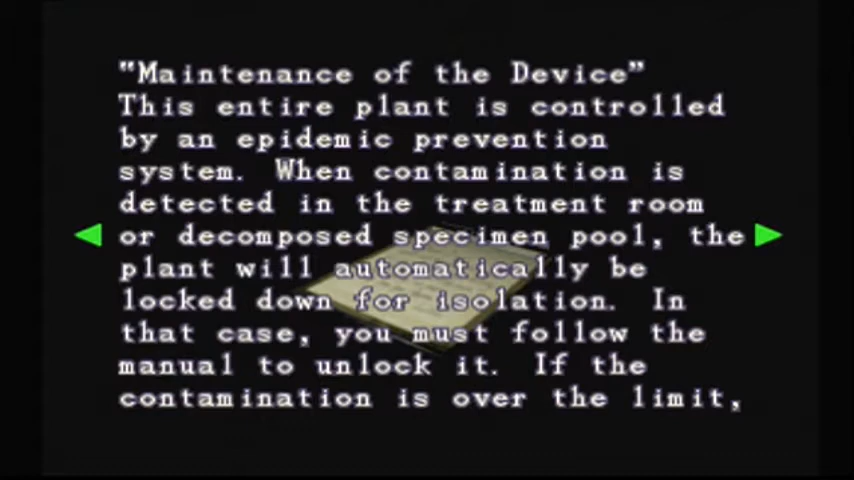 “Maintenance of the Device”
This entire plant is controlled
by an epidemic prevention
system. When contamination is
detected in the treatment room
or decomposed specimen pool, the
plant will automatically be
locked down for isolation. In
that case, you must follow the
manual to unlock it. If the
contamination is over the limit,